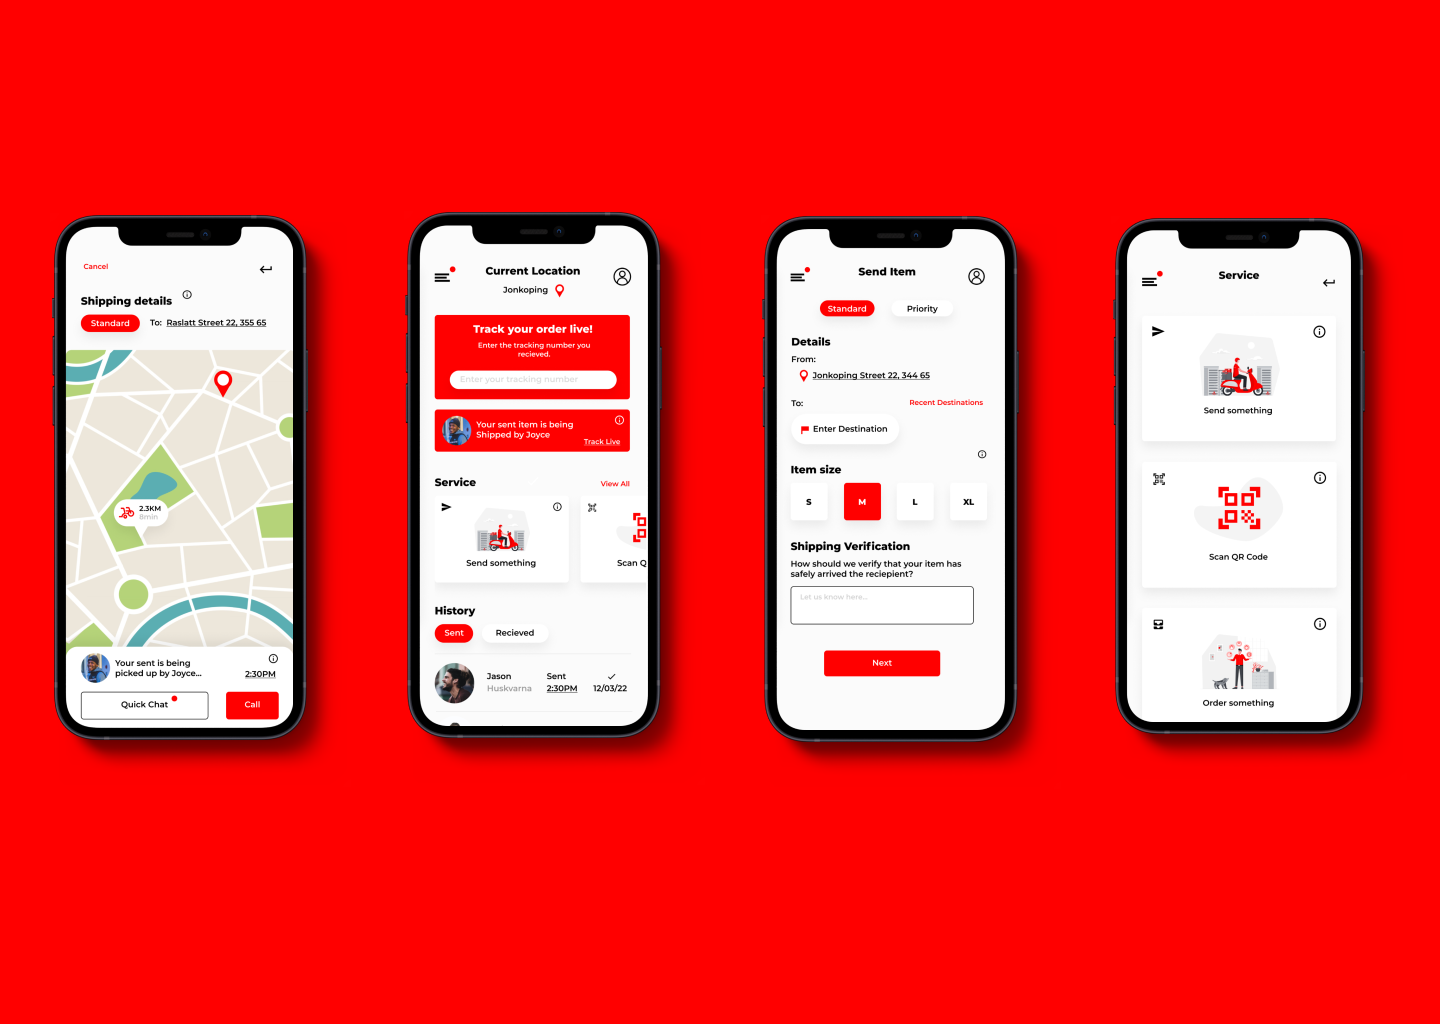 Cancel
Shipping details
Standard
To: Raslatt Street 22, 355 65
2.3KM
8min
Your sent is being
picked up by Joyce...
2:30PM
Quick Chat
Call
Current Location
Jonkoping
Track your order live!
Enter the tracking number you
recieved.
Enter your tracking number
Your sent item is being
Shipped by Joyce
Track Live
Service
View All
Send something
Scan Q
History
Sent
Recieved
Jason
Sent
Huskvarna
2:30PM
12/03/22
Send Item
Standard
Priority
Details
From:
Jonkoping Street 22, 344 65
To:
Recent Destinations
Enter Destination
Item size
S
M
L
XL
Shipping Verification
How should we verify that your item has
safely arrived the reciepient?
Let us know here...
Next
Service
Send something
Scan QR Code
Order something